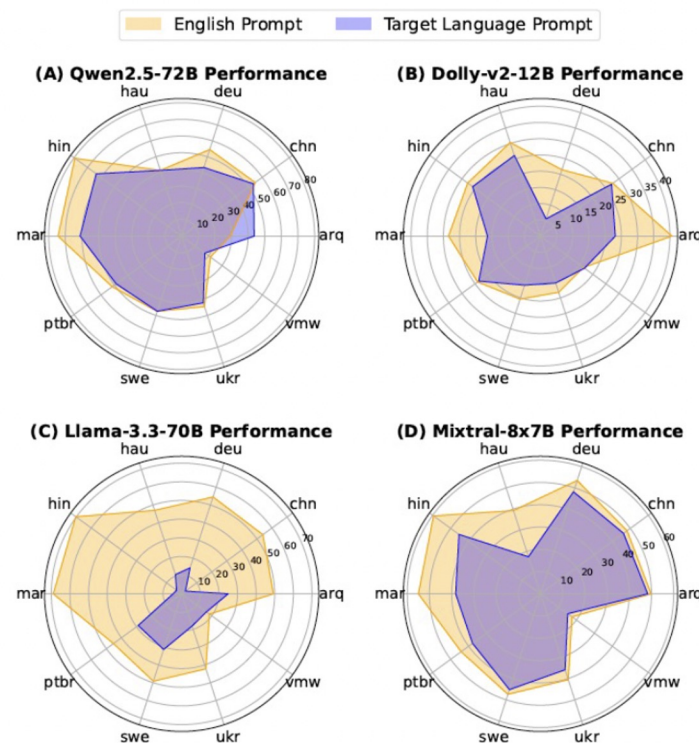 English Prompt Target Language Prompt
(A) Qwen2.5-72B Performance
(B) Dolly-v2-12B Performance
hau deu
hau deu
hin chn
hin chn
10 20 30 40 50 60 70 80
5 10 15 20 25 30 35 40
mar arq
mar arq
ptbr vmw
ptbr vmw
swe ukr
swe ukr
(C) Llama-3.3-70B Performance
(D) Mixtral-8x7B Performance
hau deu
hau deu
hin chn
hin chn
10 20 30 40 50 60 70
10 20 30 40 50 60
mar arq
mar arq
ptbr vmw
ptbr vmw
swe ukr
swe ukr